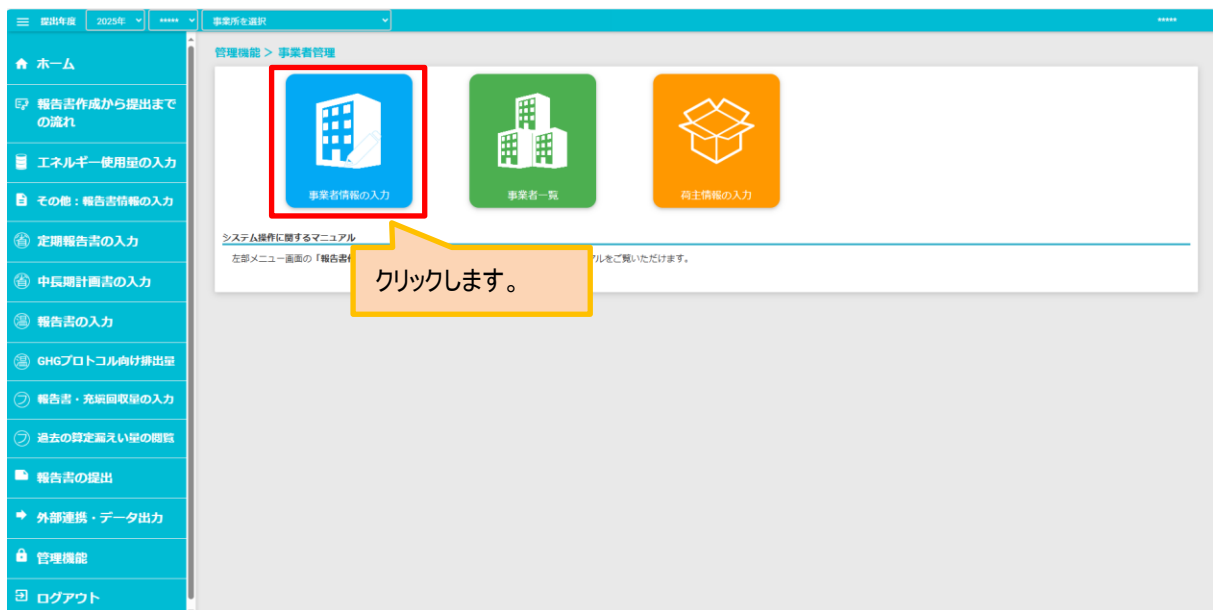 提出年度 2025年 ***** 事業所を選択 *****
ホーム
報告書作成から提出まで
の流れ
エネルギー使用量の入力
その他：報告書情報の入力
省 定期報告書の入力
省 中長期計画書の入力
温 報告書の入力
温 GHGプロトコル向け排出量
フ 報告書・充塡回収量の入力
フ 過去の算定漏えい量の閲覧
報告書の提出
外部連携・データ出力
管理機能
ログアウト
管理機能 > 事業者管理
事業者情報の入力
事業者一覧
荷主情報の入力
システム操作に関するマニュアル
左部メニュー画面の「報告書 ルをご覧いただけます。
クリックします。